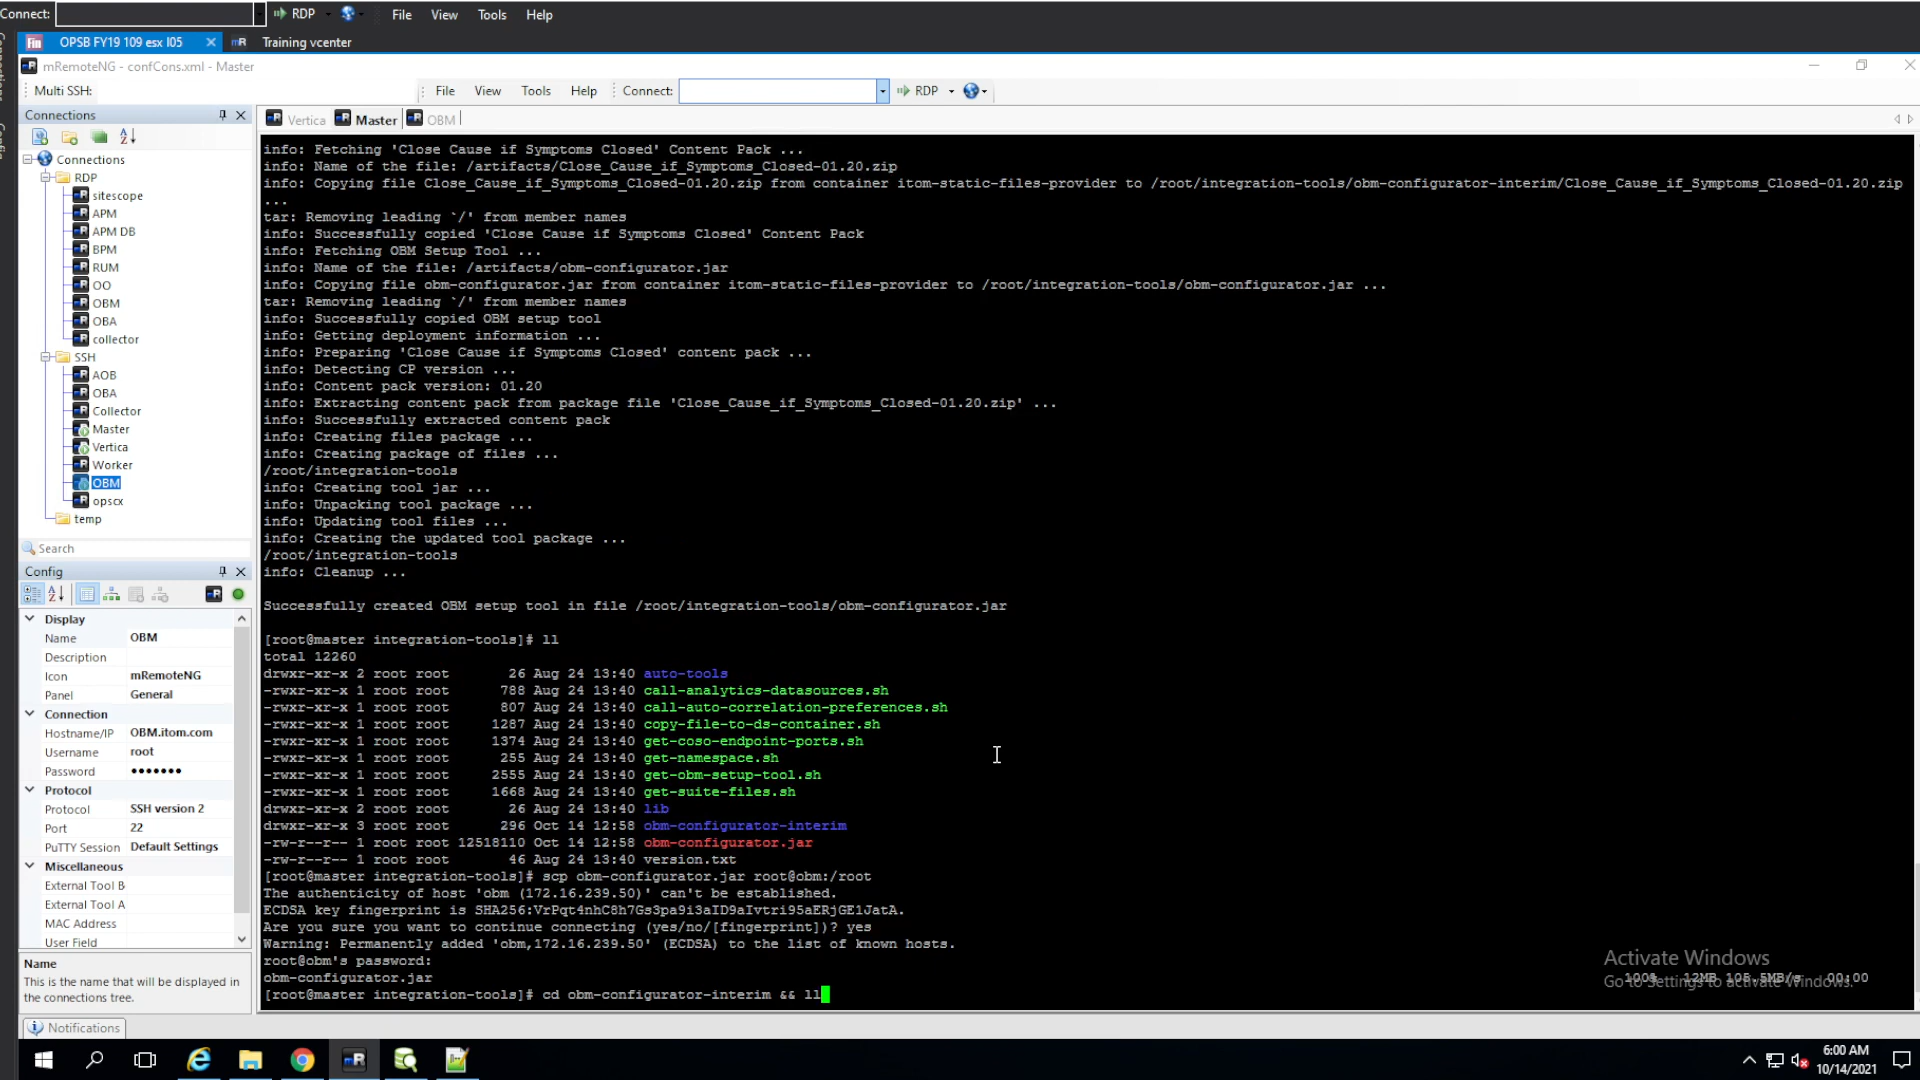 Connect: RDP File View Tools Help
OPSB FY19 109 esx I05 Training vcenter
mRemoteNG - confCons.xml - Master
Multi SSH: File View Tools Help Connect: RDP
Connections
Vertica Master OBM
Connections
RDP
sitescope
APM
APM DB
BPM
RUM
OO
OBM
OBA
collector
SSH
AOB
OBA
Collector
Master
Vertica
Worker
OBM
opscx
temp
Search
Config
Display
Name OBM
Description
Icon mRemoteNG
Panel General
Connection
Hostname/IP OBM.itom.com
Username root
Password •••••••
Protocol
Protocol SSH version 2
Port 22
PuTTY Session Default Settings
Miscellaneous
External Tool B
External Tool A
MAC Address
User Field
Name
This is the name that will be displayed in
the connections tree.
Notifications
info: Fetching 'Close Cause if Symptoms Closed' Content Pack ...
info: Name of the file: /artifacts/Close_Cause_if_Symptoms_Closed-01.20.zip
info: Copying file Close_Cause_if_Symptoms_Closed-01.20.zip from container itom-static-files-provider to /root/integration-tools/obm-configurator-interim/Close_Cause_if_Symptoms_Closed-01.20.zip
...
tar: Removing leading `/' from member names
info: Successfully copied 'Close Cause if Symptoms Closed' Content Pack
info: Fetching OBM Setup Tool ...
info: Name of the file: /artifacts/obm-configurator.jar
info: Copying file obm-configurator.jar from container itom-static-files-provider to /root/integration-tools/obm-configurator.jar ...
tar: Removing leading `/' from member names
info: Successfully copied OBM setup tool
info: Getting deployment information ...
info: Preparing 'Close Cause if Symptoms Closed' content pack ...
info: Detecting CP version ...
info: Content pack version: 01.20
info: Extracting content pack from package file 'Close_Cause_if_Symptoms_Closed-01.20.zip' ...
info: Successfully extracted content pack
info: Creating files package ...
info: Creating package of files ...
/root/integration-tools
info: Creating tool jar ...
info: Unpacking tool package ...
info: Updating tool files ...
info: Creating the updated tool package ...
/root/integration-tools
info: Cleanup ...
Successfully created OBM setup tool in file /root/integration-tools/obm-configurator.jar
[root@master integration-tools]# ll
total 12260
drwxr-xr-x 2 root root 26 Aug 24 13:40 auto-tools
-rwxr-xr-x 1 root root 788 Aug 24 13:40 call-analytics-datasources.sh
-rwxr-xr-x 1 root root 807 Aug 24 13:40 call-auto-correlation-preferences.sh
-rwxr-xr-x 1 root root 1287 Aug 24 13:40 copy-file-to-ds-container.sh
-rwxr-xr-x 1 root root 1374 Aug 24 13:40 get-coso-endpoint-ports.sh
-rwxr-xr-x 1 root root 255 Aug 24 13:40 get-namespace.sh
-rwxr-xr-x 1 root root 2555 Aug 24 13:40 get-obm-setup-tool.sh
-rwxr-xr-x 1 root root 1668 Aug 24 13:40 get-suite-files.sh
drwxr-xr-x 2 root root 26 Aug 24 13:40 lib
drwxr-xr-x 3 root root 296 Oct 14 12:58 obm-configurator-interim
-rw-r--r-- 1 root root 12518110 Oct 14 12:58 obm-configurator.jar
-rw-r--r-- 1 root root 46 Aug 24 13:40 version.txt
[root@master integration-tools]# scp obm-configurator.jar root@obm:/root
The authenticity of host 'obm (172.16.239.50)' can't be established.
ECDSA key fingerprint is SHA256:VrPqt4nhC8h7Gs3pa9i3aID9aIvtri95aERjGE1JatA.
Are you sure you want to continue connecting (yes/no/[fingerprint])? yes
Warning: Permanently added 'obm,172.16.239.50' (ECDSA) to the list of known hosts.
root@obm's password:
obm-configurator.jar 100% 12MB 105.5MB/s 00:00
[root@master integration-tools]# cd obm-configurator-interim && ll
Activate Windows
Go to Settings to activate Windows.
6:00 AM
10/14/2021